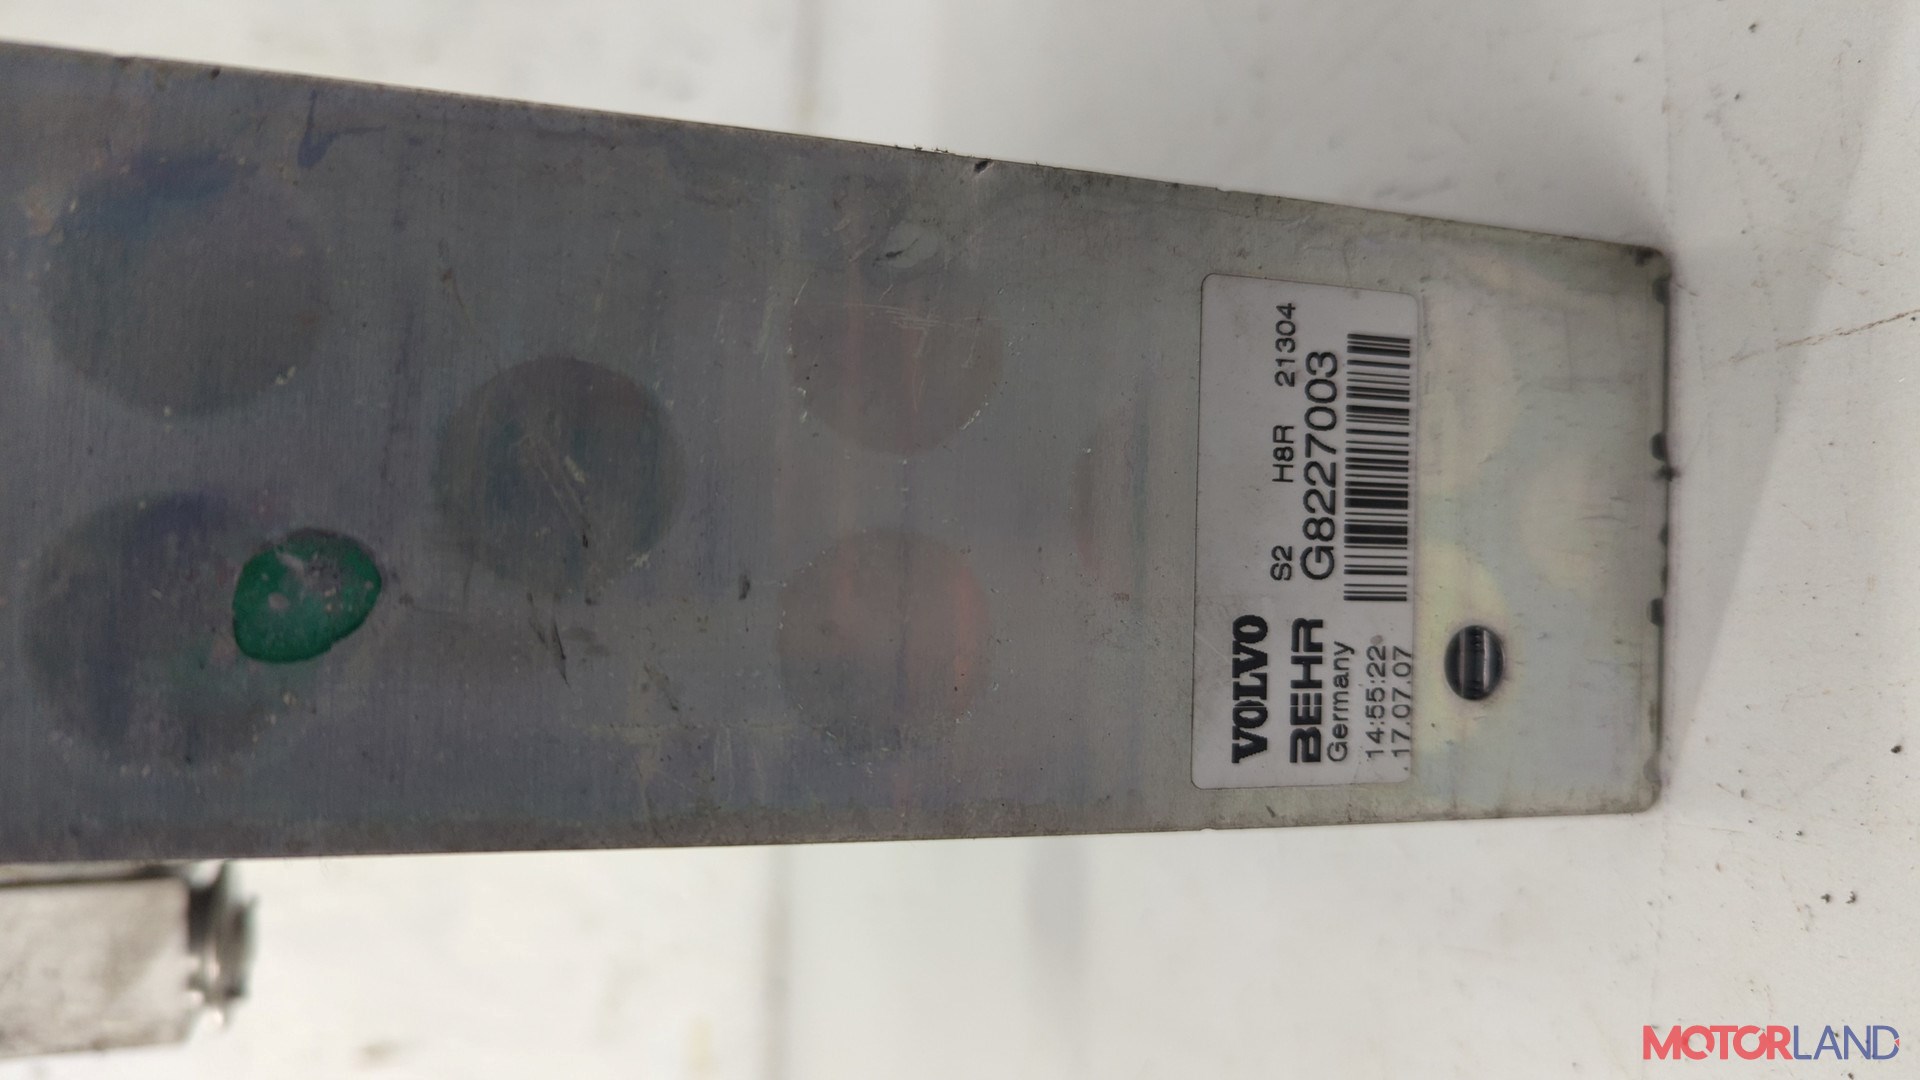 VOLVO S2 H8R 21304
BEHR G8227003
Germany
14:55:22
17.07.07
MOTORLAND